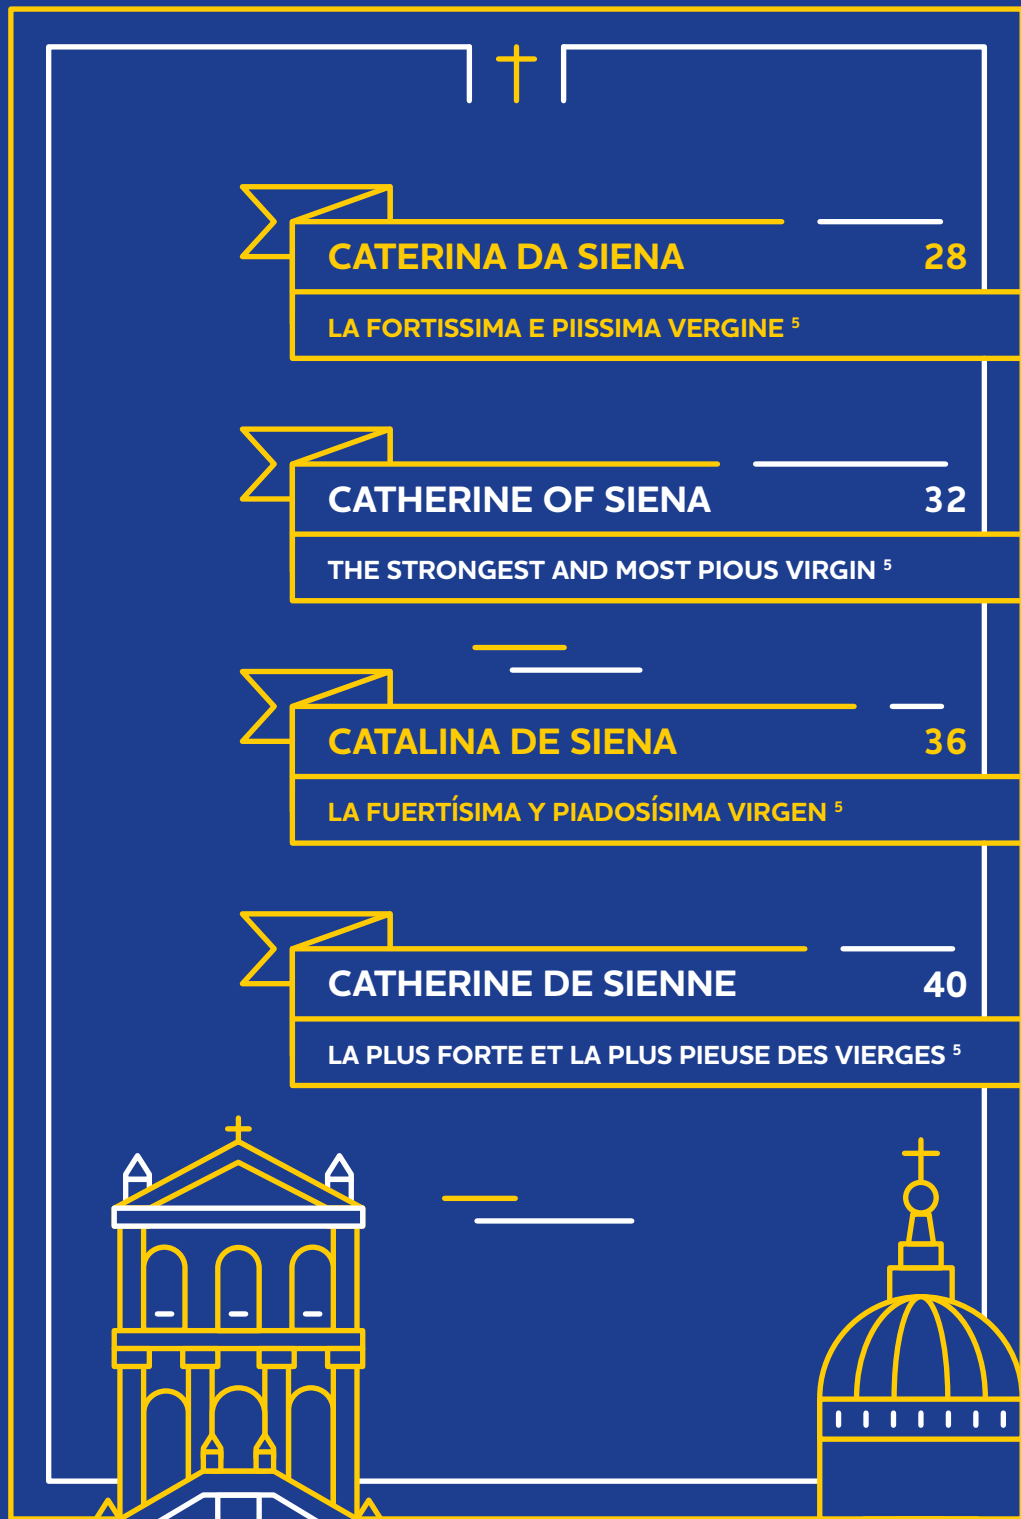 CATERINA DA SIENA 28
LA FORTISSIMA E PIISSIMA VERGINE 5
CATHERINE OF SIENA 32
THE STRONGEST AND MOST PIOUS VIRGIN 5
CATALINA DE SIENA 36
LA FUERTÍSIMA Y PIADOSÍSIMA VIRGEN 5
CATHERINE DE SIENNE 40
LA PLUS FORTE ET LA PLUS PIEUSE DES VIERGES 5